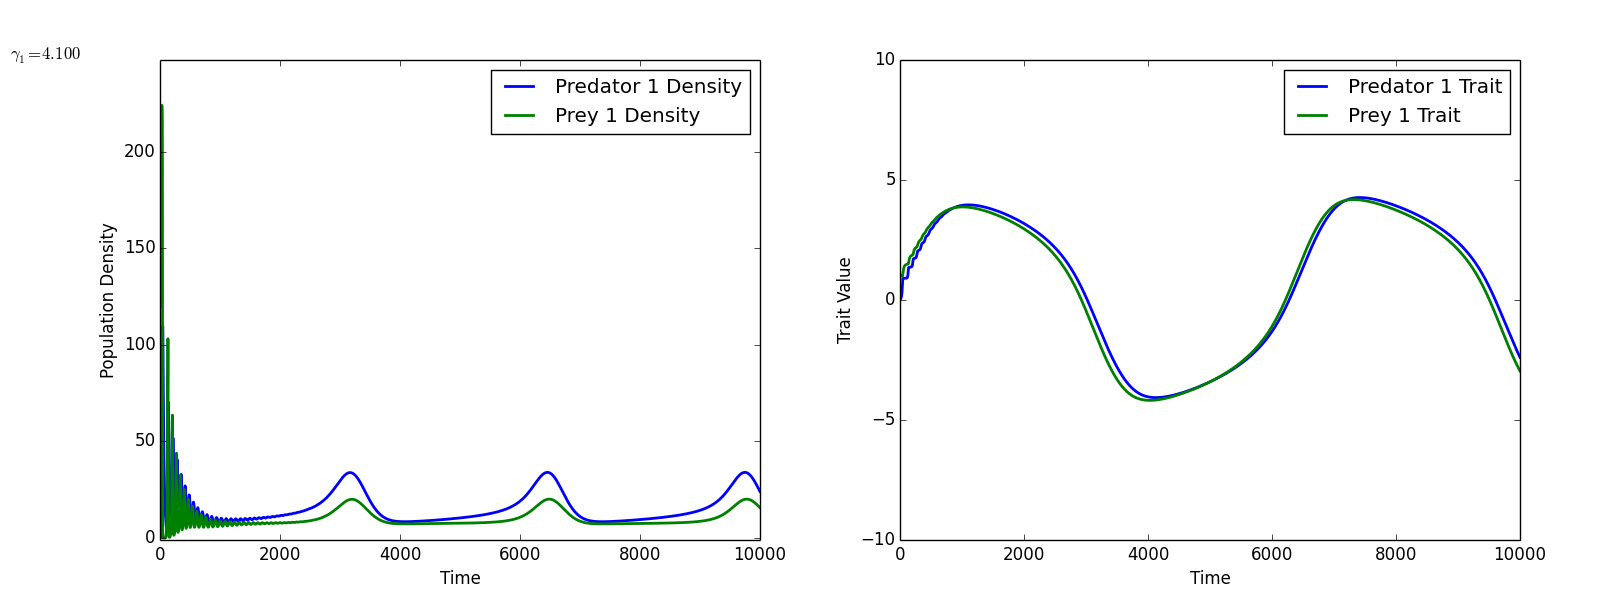 γ₁=4.100
Predator 1 Density
Prey 1 Density
200
150
100
50
0
Population Density
0 2000 4000 6000 8000 10000
Time
Predator 1 Trait
Prey 1 Trait
10
5
0
−5
−10
Trait Value
0 2000 4000 6000 8000 10000
Time